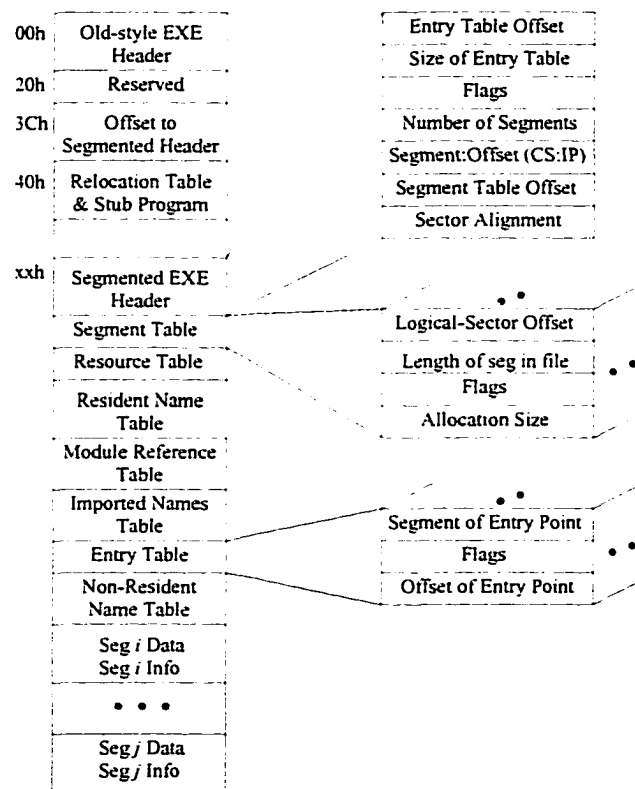 00h
Old-style EXE
Header
20h
Reserved
3Ch
Offset to
Segmented Header
40h
Relocation Table
& Stub Program
xxh
Segmented EXE
Header
Segment Table
Resource Table
Resident Name
Table
Module Reference
Table
Imported Names
Table
Entry Table
Non-Resident
Name Table
Seg i Data
Seg i Info
• • •
Seg j Data
Seg j Info
Entry Table Offset
Size of Entry Table
Flags
Number of Segments
Segment:Offset (CS:IP)
Segment Table Offset
Sector Alignment
Logical-Sector Offset
Length of seg in file
Flags
Allocation Size
Segment of Entry Point
Flags
Offset of Entry Point